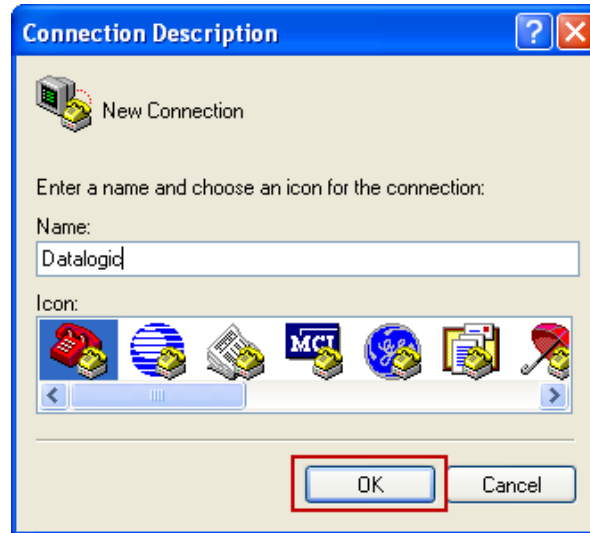 Connection Description
New Connection
Enter a name and choose an icon for the connection:
Name:
Datalogic
Icon:
MCI
OK
Cancel